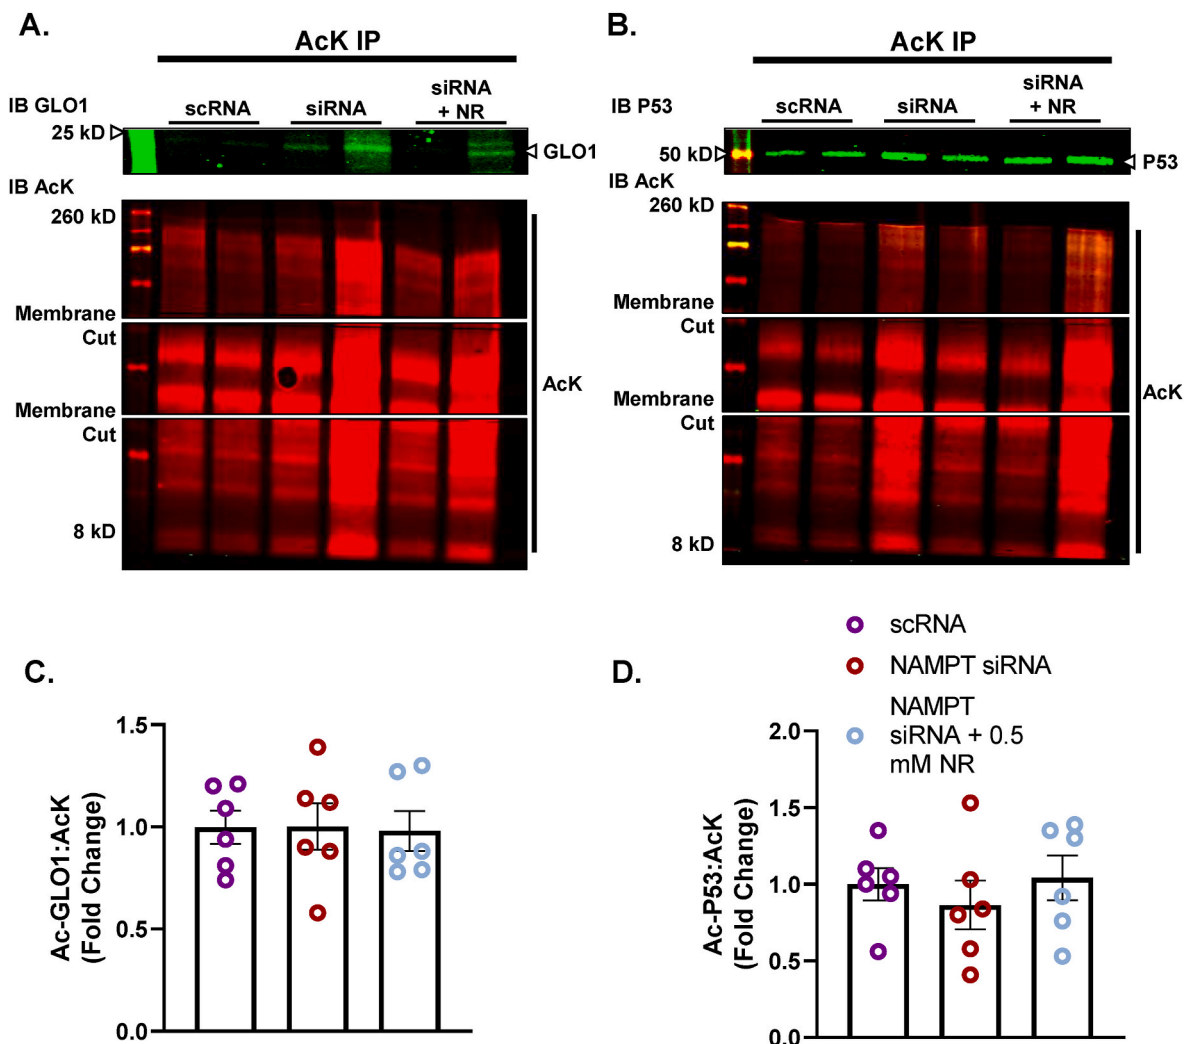 A.
AcK IP
IB GLO1
scRNA
siRNA
siRNA
+ NR
25 kD
GLO1
IB AcK
260 kD
Membrane
Cut
Membrane
Cut
8 kD
AcK
B.
AcK IP
IB P53
scRNA
siRNA
siRNA
+ NR
50 kD
P53
IB AcK
260 kD
Membrane
Cut
Membrane
Cut
8 kD
AcK
scRNA
NAMPT siRNA
NAMPT
siRNA + 0.5
mM NR
C.
Ac-GLO1:AcK
(Fold Change)
1.5
1.0
0.5
0.0
D.
Ac-P53:AcK
(Fold Change)
2.0
1.5
1.0
0.5
0.0